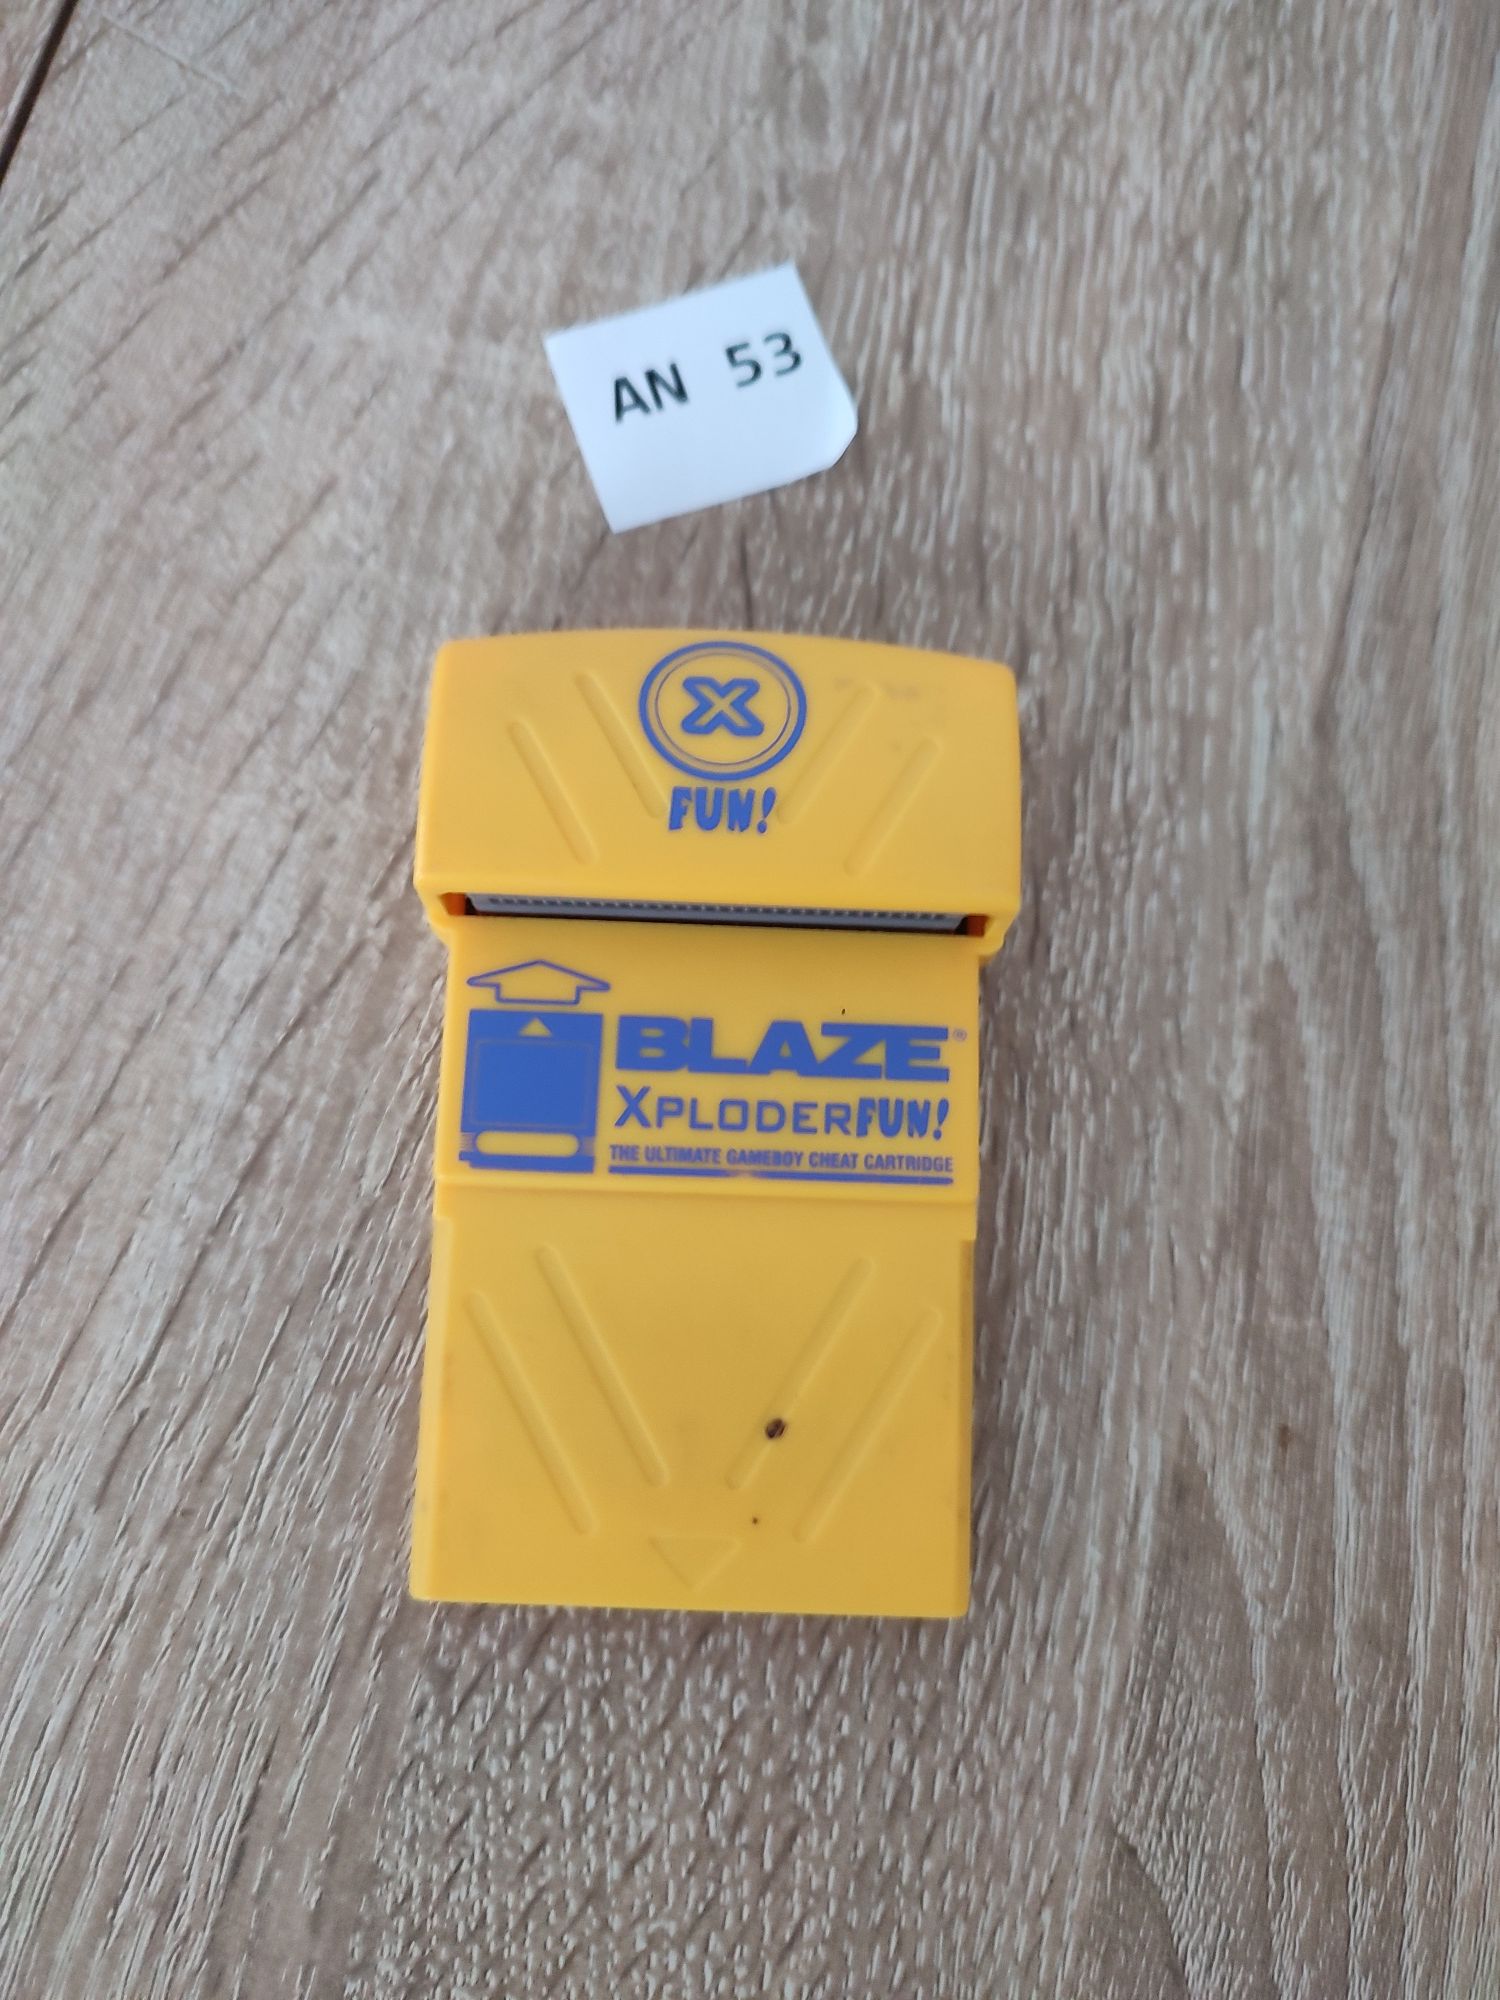 AN 53
X
FUN!
BLAZE®
XPLODERFUN!
THE ULTIMATE GAMEBOY CHEAT CARTRIDGE